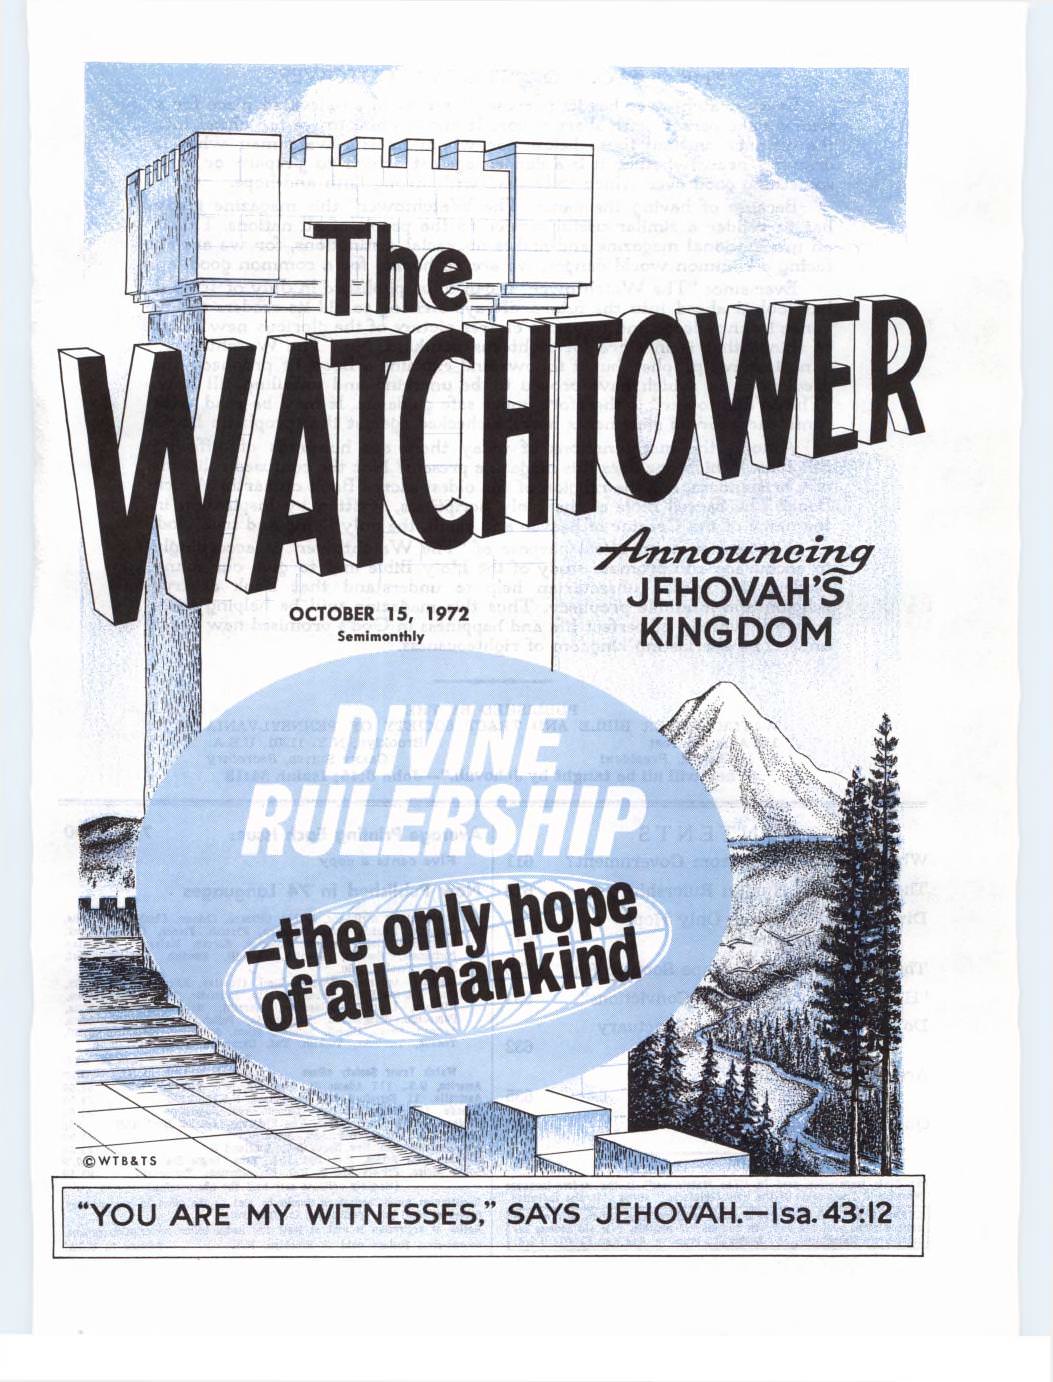 The
WATCHTOWER
Announcing
JEHOVAH'S
KINGDOM
OCTOBER 15, 1972
Semimonthly
DIVINE
RULERSHIP
—the only hope
of all mankind
© WTB&TS
"YOU ARE MY WITNESSES," SAYS JEHOVAH.—Isa. 43:12